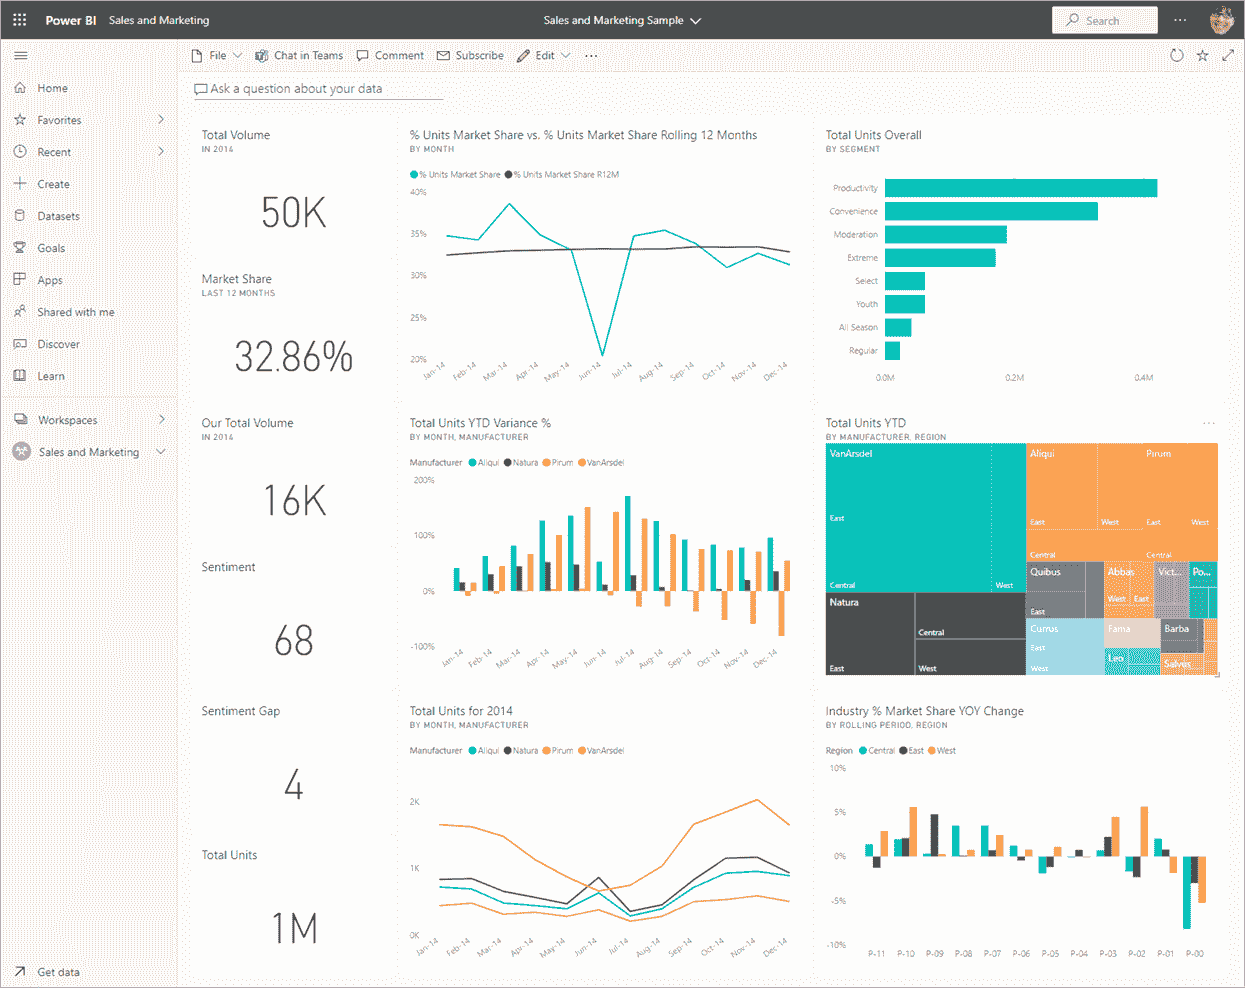 Power BI Sales and Marketing
Sales and Marketing Sample
Search
File Chat in Teams Comment Subscribe Edit
Home
Favorites
Recent
Create
Datasets
Goals
Apps
Shared with me
Discover
Learn
Workspaces
Sales and Marketing
Get data
Ask a question about your data
Total Volume
IN 2014
50K
Market Share
LAST 12 MONTHS
32.86%
Our Total Volume
IN 2014
16K
Sentiment
68
Sentiment Gap
4
Total Units
1M
% Units Market Share vs. % Units Market Share Rolling 12 Months
BY MONTH
% Units Market Share % Units Market Share R12M
40%
35%
30%
25%
20%
Jan-14 Feb-14 Mar-14 Apr-14 May-14 Jun-14 Jul-14 Aug-14 Sep-14 Oct-14 Nov-14 Dec-14
Total Units Overall
BY SEGMENT
Productivity
Convenience
Moderation
Extreme
Select
Youth
All Season
Regular
0.0M 0.2M 0.4M
Total Units YTD Variance %
BY MONTH, MANUFACTURER
Manufacturer Aliqui Natura Pirum VanArsdel
200%
100%
0%
-100%
Jan-14 Feb-14 Mar-14 Apr-14 May-14 Jun-14 Jul-14 Aug-14 Sep-14 Oct-14 Nov-14 Dec-14
Total Units YTD
BY MANUFACTURER, REGION
VanArsdel
East
Central West
Natura
East
Central
West
Aliqui
East West
Central
Pirum
East West
Central
Quibus
East
Currus
East
West
Abbas
West East
Fama
Leo
Vict...
Po...
Barba
Salvus
Total Units for 2014
BY MONTH, MANUFACTURER
Manufacturer Aliqui Natura Pirum VanArsdel
2K
1K
0K
Jan-14 Feb-14 Mar-14 Apr-14 May-14 Jun-14 Jul-14 Aug-14 Sep-14 Oct-14 Nov-14 Dec-14
Industry % Market Share YOY Change
BY ROLLING PERIOD, REGION
Region Central East West
10%
5%
0%
-5%
-10%
P-11 P-10 P-09 P-08 P-07 P-06 P-05 P-04 P-03 P-02 P-01 P-00